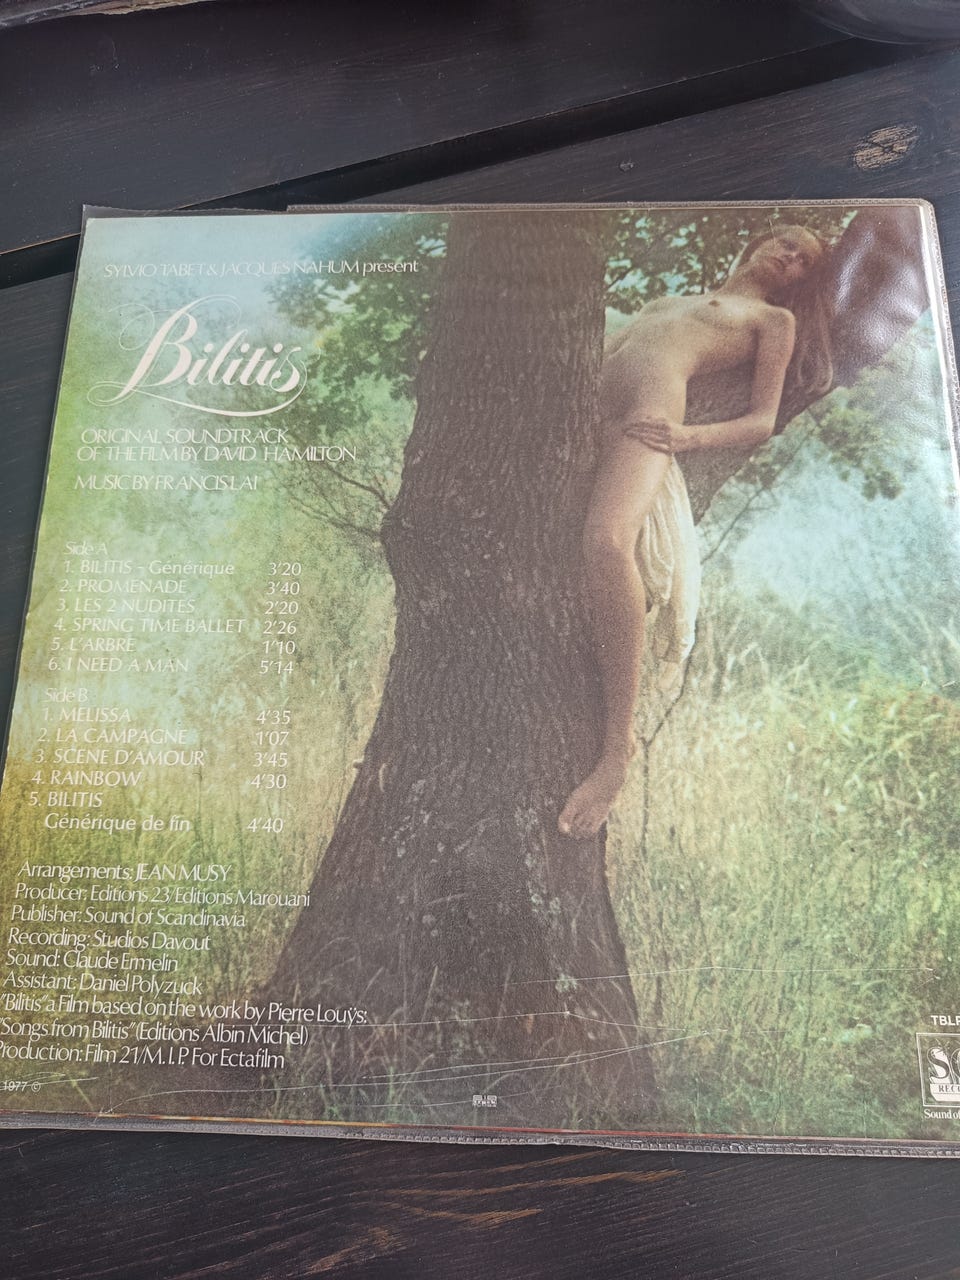 SYLVIO TABET & JACQUES NAHUM present
Bilitis
ORIGINAL SOUNDTRACK
OF THE FILM BY DAVID HAMILTON
MUSIC BY FRANCIS LAI
Side A
1. BILITIS - Générique 3'20
2. PROMENADE 3'40
3. LES 2 NUDITES 2'20
4. SPRING TIME BALLET 2'26
5. L'ARBRE 1'10
6. I NEED A MAN 5'14
Side B
1. MELISSA 4'35
2. LA CAMPAGNE 1'07
3. SCENE D'AMOUR 3'45
4. RAINBOW 4'30
5. BILITIS
Générique de fin 4'40
Arrangements: JEAN MUSY
Producer: Editions 23/Editions Marouani
Publisher: Sound of Scandinavia
Recording: Studios Davout
Sound: Claude Ermelin
Assistant: Daniel Polyzuck
"Bilitis" a Film based on the work by Pierre Louÿs:
"Songs from Bilitis" (Editions Albin Michel)
Production: Film 21/M.I.P. For Ectafilm
1977 ©
TBLP
Sound of